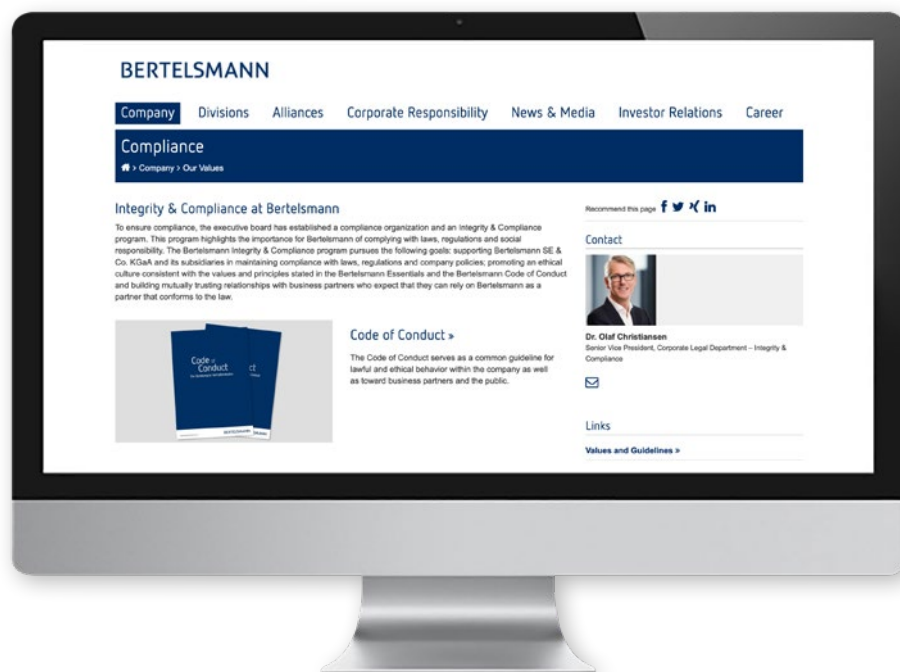 BERTELSMANN
Company Divisions Alliances Corporate Responsibility News & Media Investor Relations Career
Compliance
> Company > Our Values
Integrity & Compliance at Bertelsmann
To ensure compliance, the executive board has established a compliance organization and an Integrity & Compliance
program. This program highlights the importance for Bertelsmann of complying with laws, regulations and social
responsibility. The Bertelsmann Integrity & Compliance program pursues the following goals: supporting Bertelsmann SE &
Co. KGaA and its subsidiaries in maintaining compliance with laws, regulations and company policies; promoting an ethical
culture consistent with the values and principles stated in the Bertelsmann Essentials and the Bertelsmann Code of Conduct
and building mutually trusting relationships with business partners who expect that they can rely on Bertelsmann as a
partner that conforms to the law.
Code of
Conduct
BERTELSMANN
Code of Conduct »
The Code of Conduct serves as a common guideline for
lawful and ethical behavior within the company as well
as toward business partners and the public.
Recommend this page
Contact
Dr. Olaf Christiansen
Senior Vice President, Corporate Legal Department – Integrity &
Compliance
Links
Values and Guidelines »